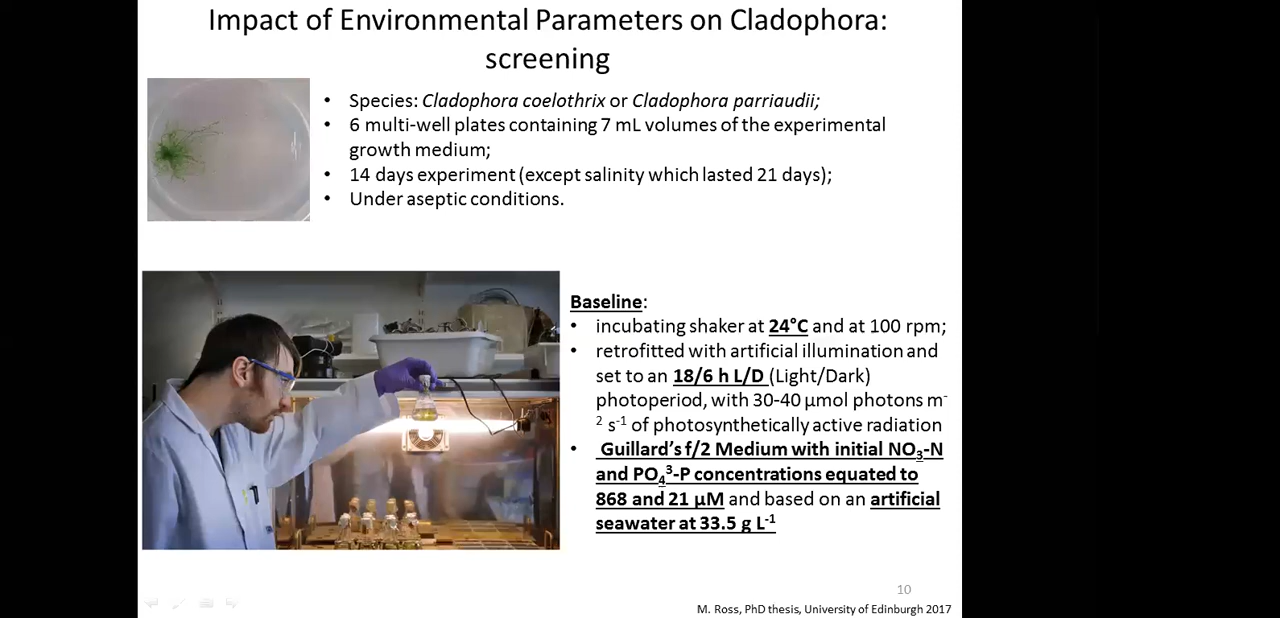 Impact of Environmental Parameters on Cladophora:
screening
• Species: Cladophora coelothrix or Cladophora parriaudii;
• 6 multi-well plates containing 7 mL volumes of the experimental
growth medium;
• 14 days experiment (except salinity which lasted 21 days);
• Under aseptic conditions.
Baseline:
• incubating shaker at 24°C and at 100 rpm;
• retrofitted with artificial illumination and
set to an 18/6 h L/D (Light/Dark)
photoperiod, with 30-40 µmol photons m⁻
² s⁻¹ of photosynthetically active radiation
• Guillard's f/2 Medium with initial NO₃-N
and PO₄³-P concentrations equated to
868 and 21 µM and based on an artificial
seawater at 33.5 g L⁻¹
10
M. Ross, PhD thesis, University of Edinburgh 2017